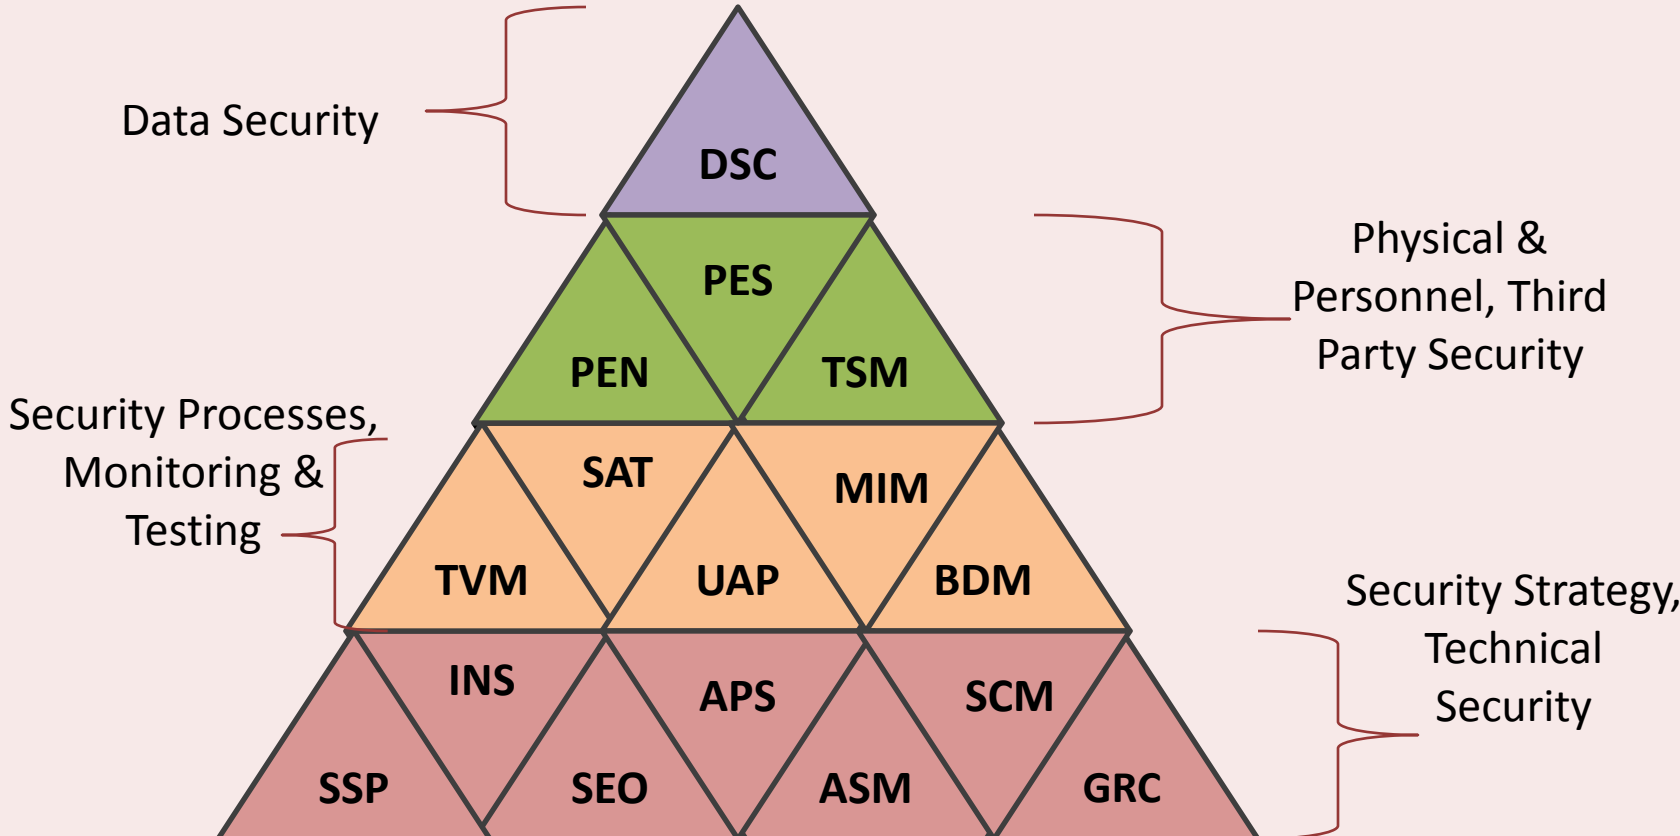 Data Security
DSC
PES
PEN
TSM
Physical &
Personnel, Third
Party Security
Security Processes,
Monitoring &
Testing
SAT
MIM
TVM
UAP
BDM
Security Strategy,
Technical
Security
INS
APS
SCM
SSP
SEO
ASM
GRC